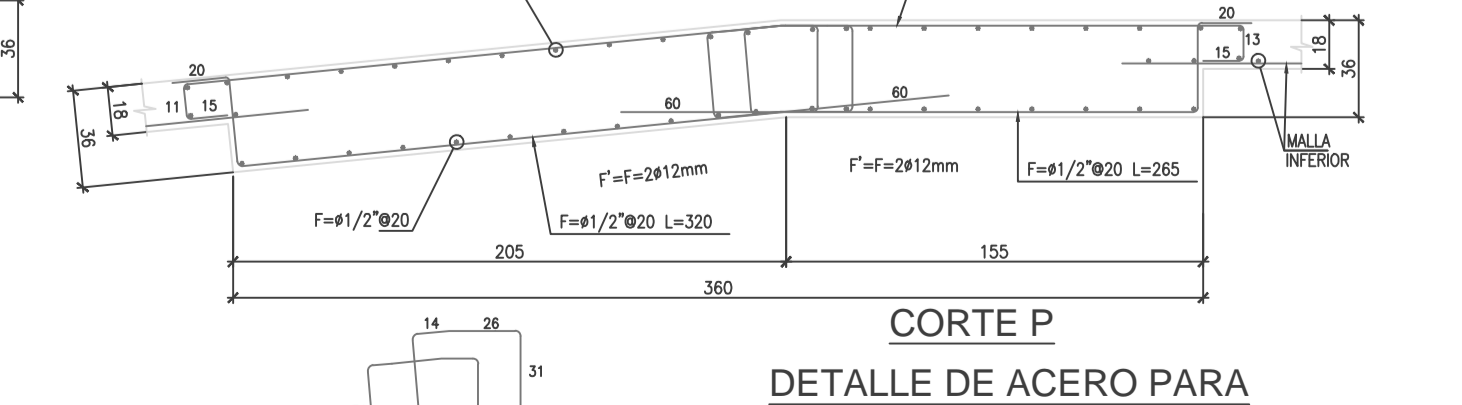 36
20
20
13
15
18
36
11
15
18
36
60
60
MALLA
INFERIOR
F'=F=2ø12mm
F'=F=2ø12mm
F=ø1/2"@20 L=265
F=ø1/2"@20
F=ø1/2"@20 L=320
205
155
360
14
26
31
CORTE P
DETALLE DE ACERO PARA